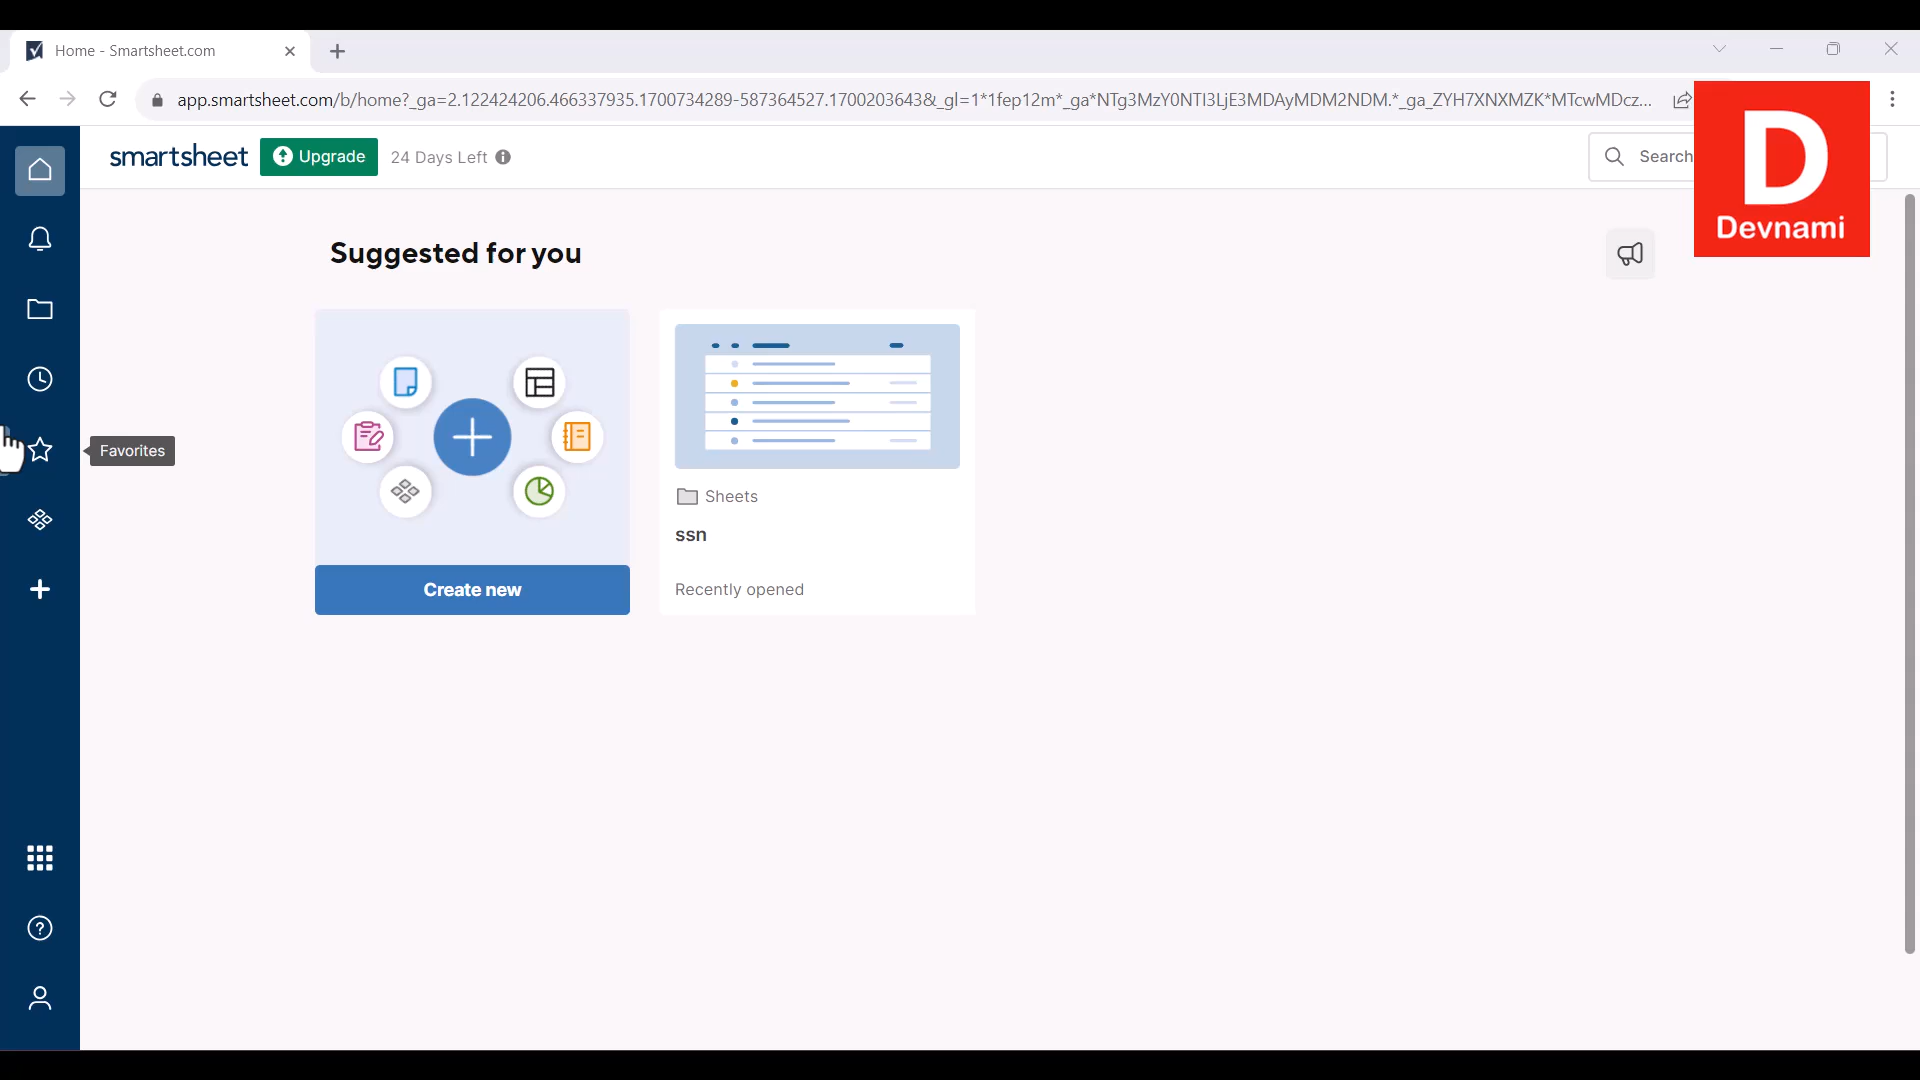 Home - Smartsheet.com
app.smartsheet.com/b/home?_ga=2.122424206.466337935.1700734289-587364527.1700203643&_gl=1*1fep12m*_ga*NTg3MzY0NTI3LjE3MDAyMDM2NDM.*_ga_ZYH7XNXMZK*MTcwMDcz...
smartsheet
Upgrade
24 Days Left
Search
D
Devnami
Suggested for you
Favorites
Sheets
ssn
Recently opened
Create new